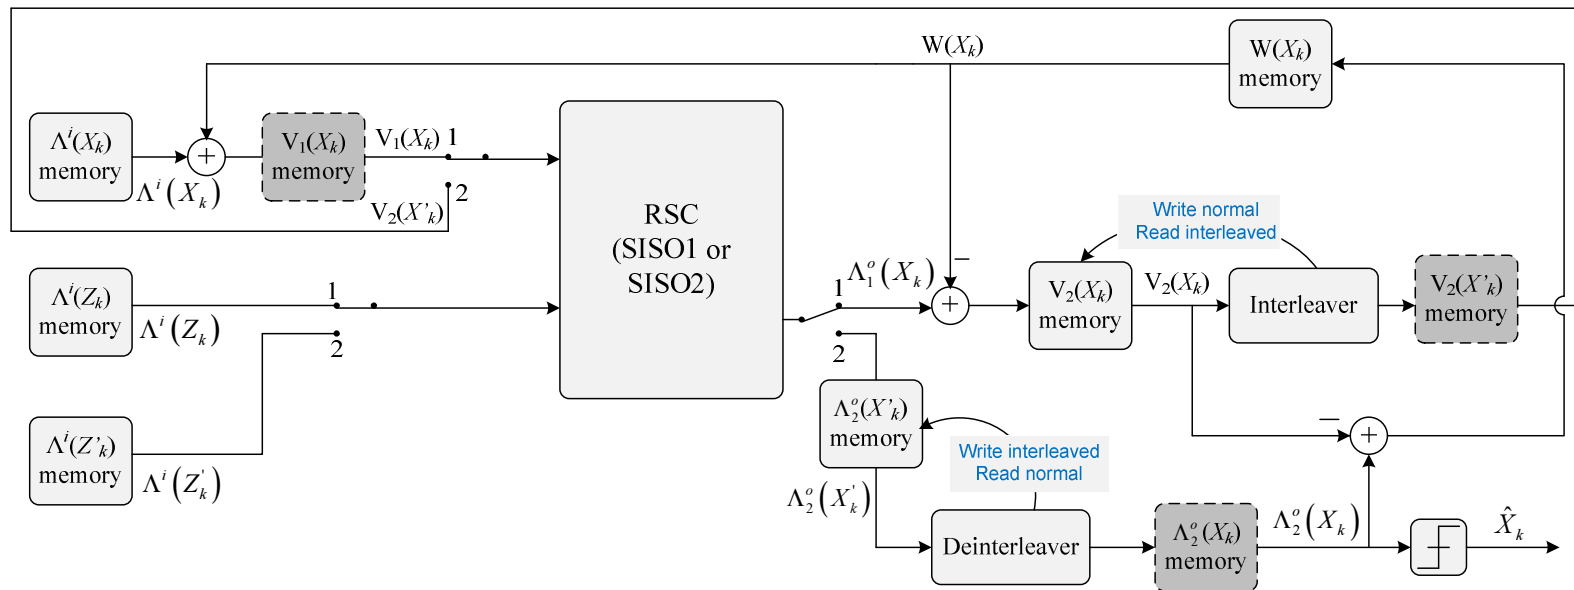 W(Xₖ)
W(Xₖ)
memory
Λⁱ(Xₖ)
memory
Λⁱ(Xₖ)
+
V₁(Xₖ)
memory
V₁(Xₖ)
1
2
V₂(X'ₖ)
RSC
(SISO1 or
SISO2)
Write normal
Read interleaved
Λⁱ(Zₖ)
memory
Λⁱ(Zₖ)
1
2
Λ₁ᵒ(Xₖ)
1
2
−
+
V₂(Xₖ)
memory
V₂(Xₖ)
Interleaver
V₂(X'ₖ)
memory
Λⁱ(Z'ₖ)
memory
Λⁱ(Z'ₖ)
Λ₂ᵒ(X'ₖ)
memory
−
+
Write interleaved
Read normal
Λ₂ᵒ(X'ₖ)
Deinterleaver
Λ₂ᵒ(Xₖ)
memory
Λ₂ᵒ(Xₖ)
X̂ₖ